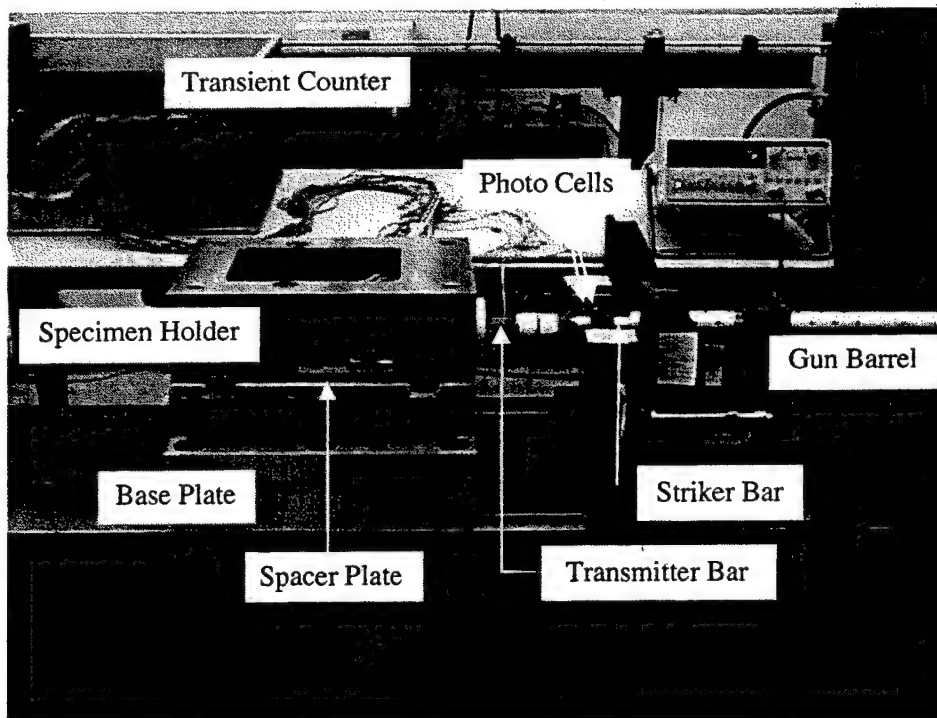 Transient Counter
Photo Cells
Specimen Holder
Gun Barrel
Base Plate
Striker Bar
Spacer Plate
Transmitter Bar